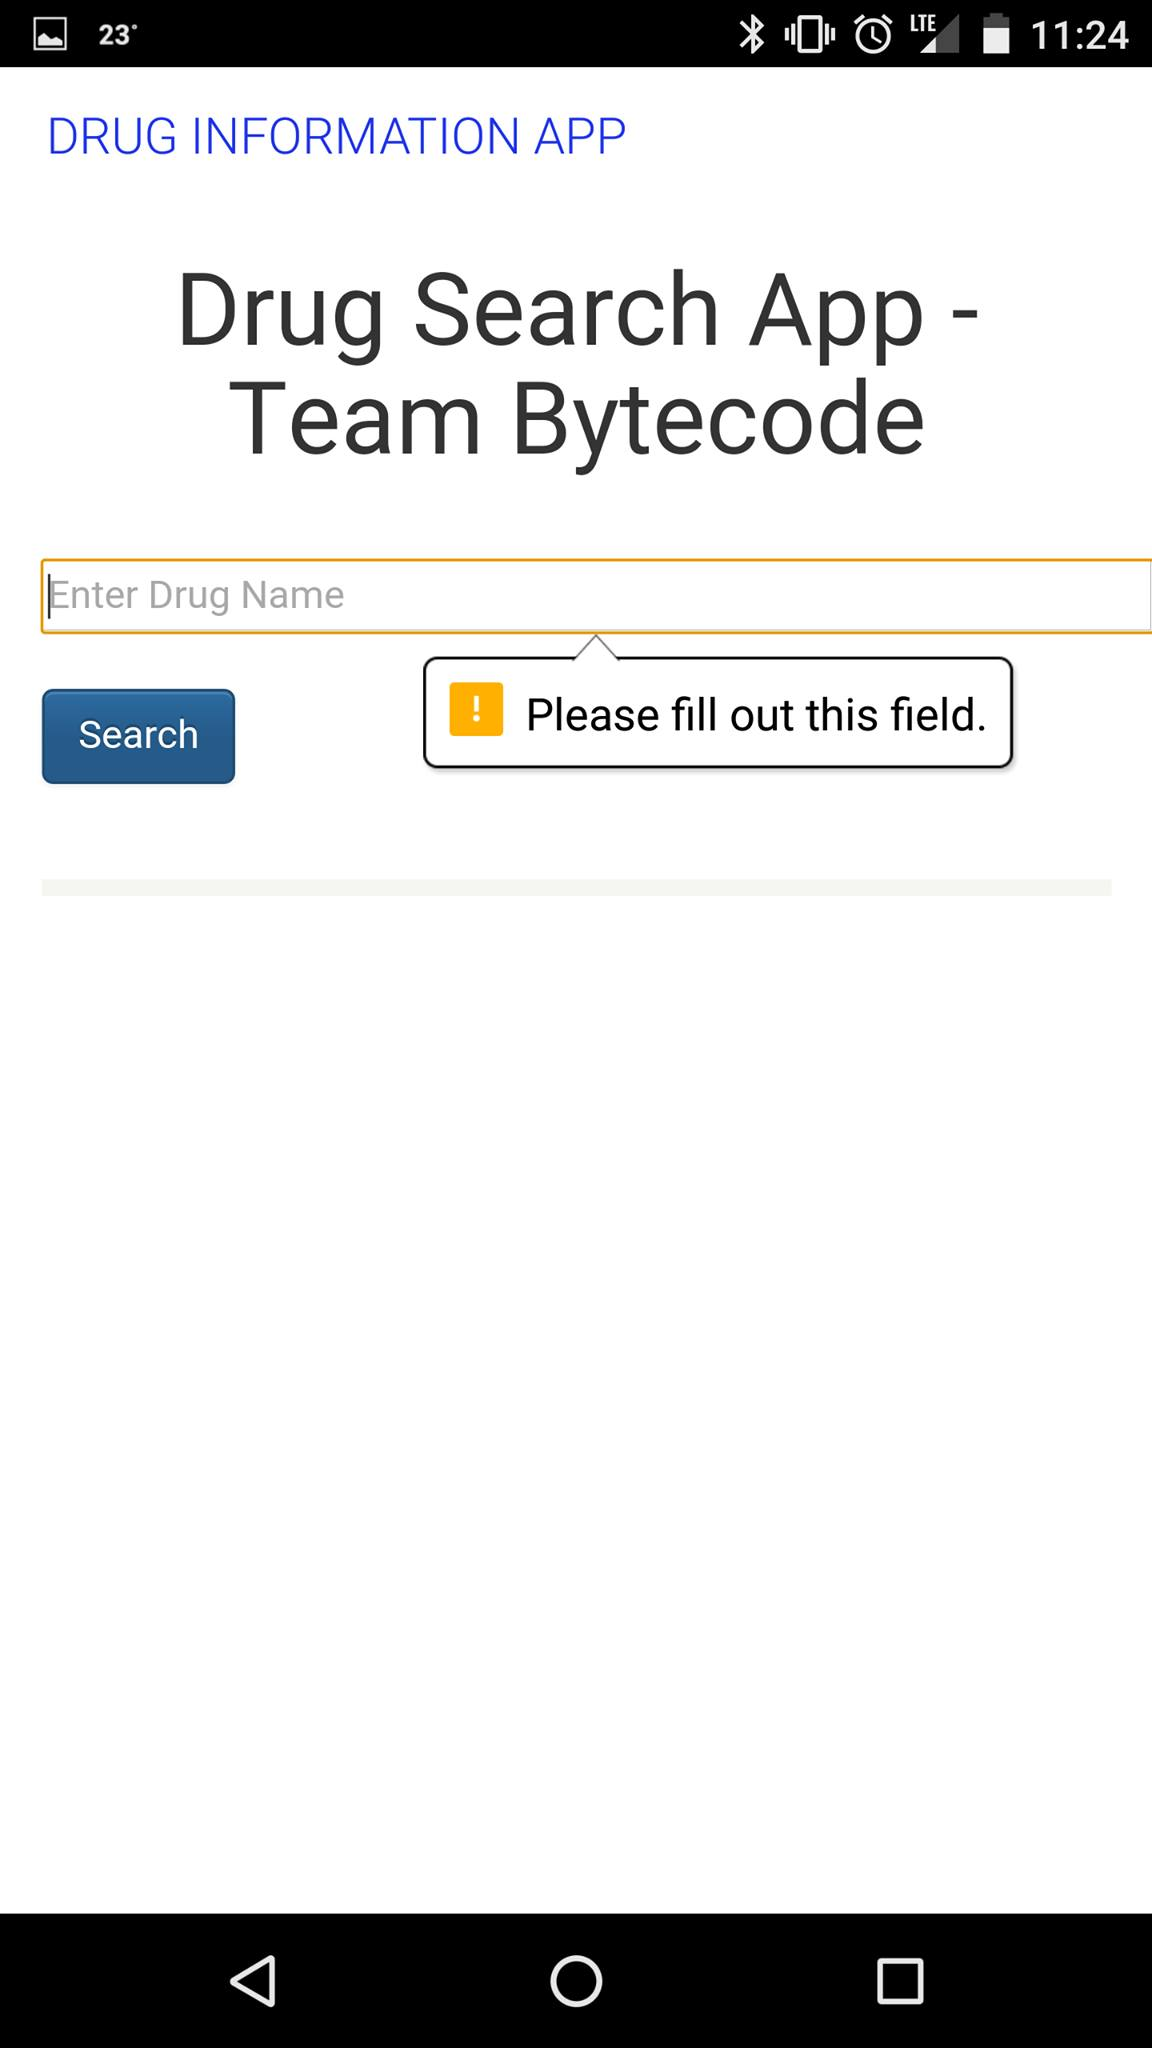 23°
LTE
11:24
DRUG INFORMATION APP
Drug Search App -
Team Bytecode
Enter Drug Name
! Please fill out this field.
Search